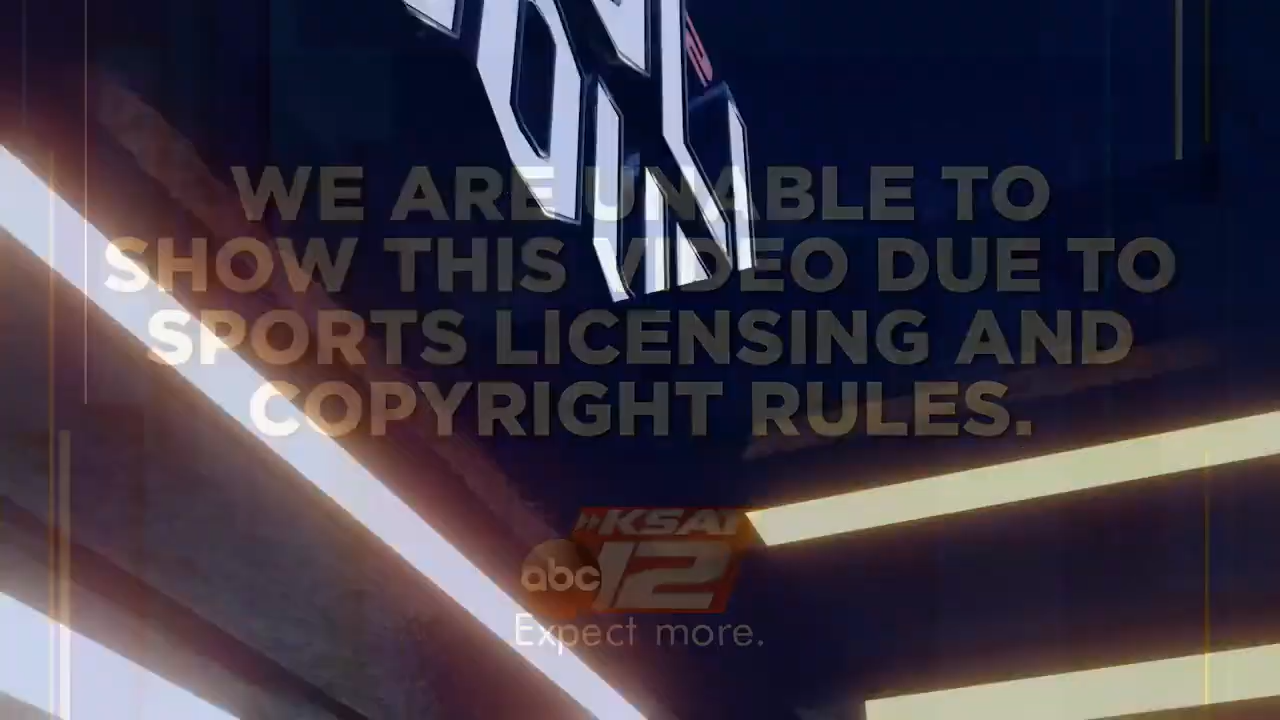 WE ARE UNABLE TO
SHOW THIS VIDEO DUE TO
SPORTS LICENSING AND
COPYRIGHT RULES.
KSAT
abc 12
Expect more.